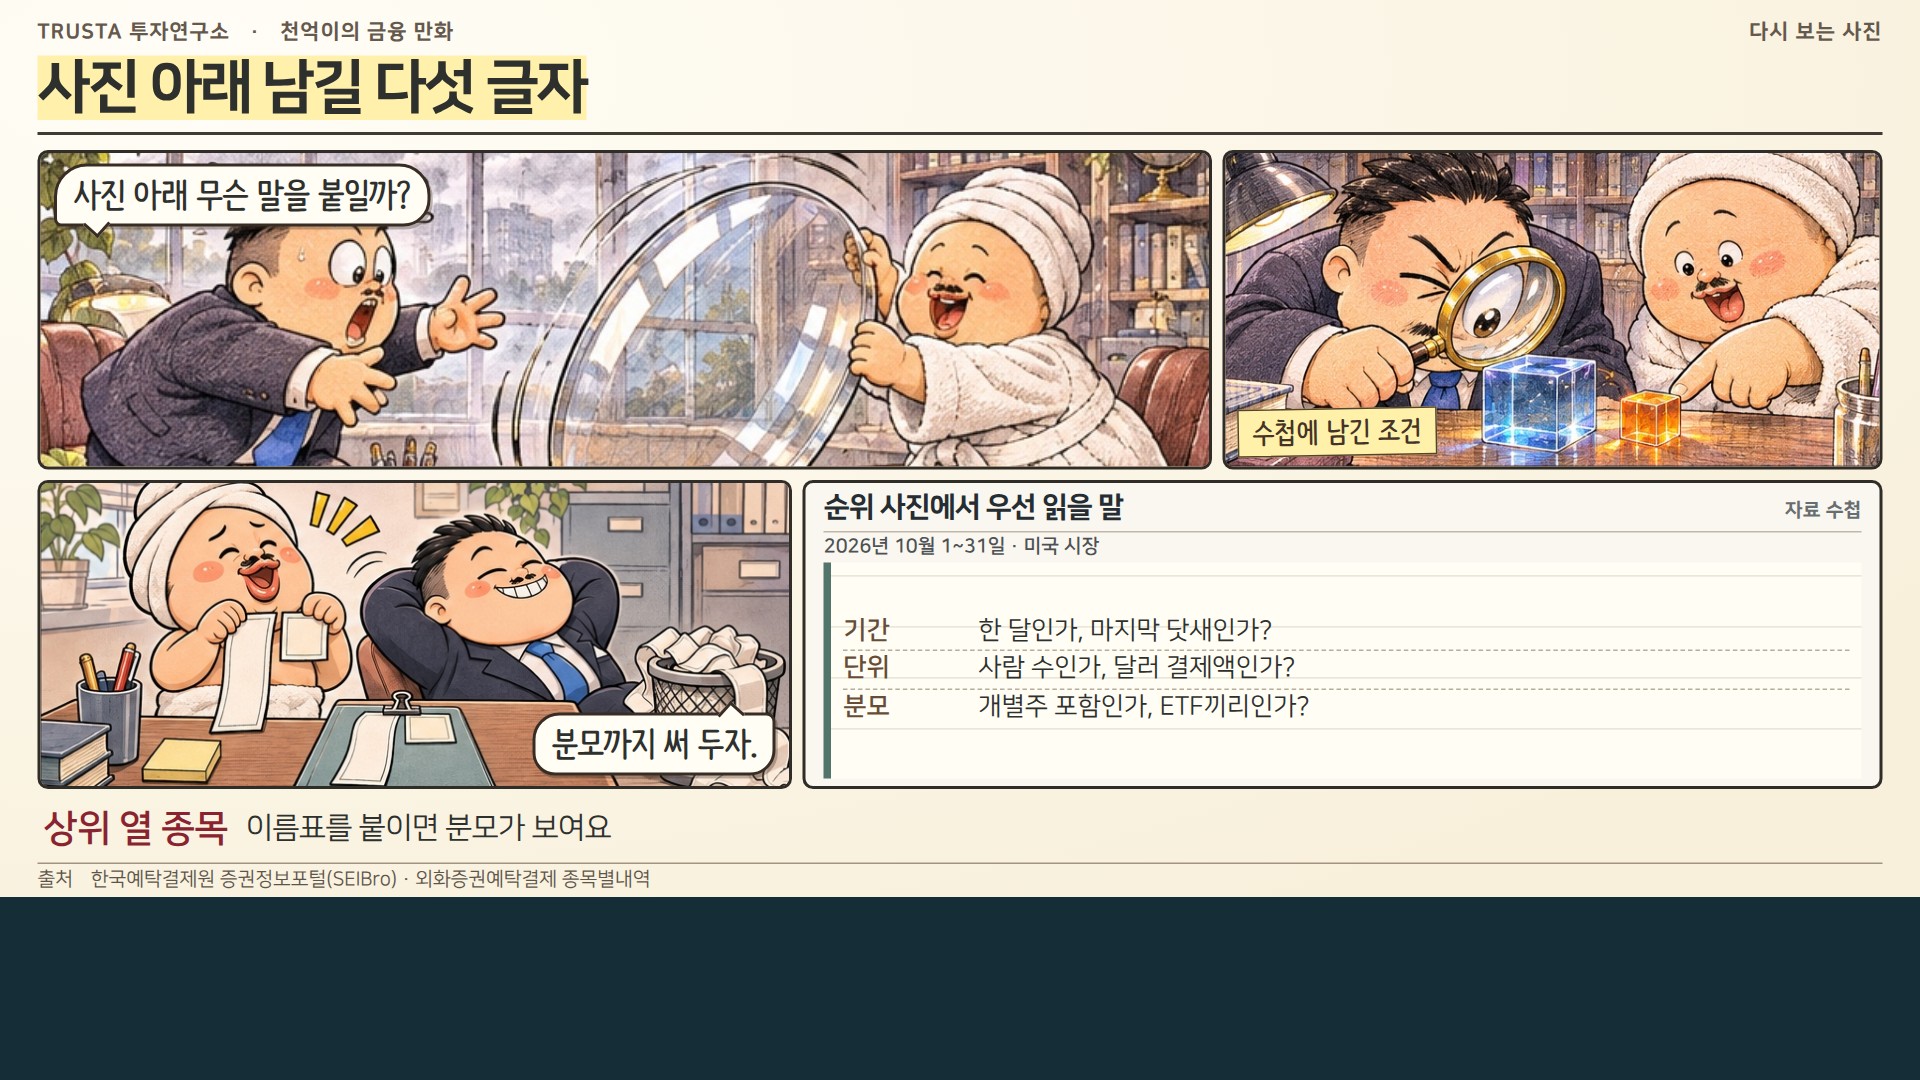 TRUSTA 투자연구소 · 천억이의 금융 만화
다시 보는 사진
사진 아래 남길 다섯 글자
사진 아래 무슨 말을 붙일까?
수첩에 남긴 조건
분모까지 써 두자.
순위 사진에서 우선 읽을 말
자료 수첩
2026년 10월 1~31일 · 미국 시장
기간 한 달인가, 마지막 닷새인가?
단위 사람 수인가, 달러 결제액인가?
분모 개별주 포함인가, ETF끼리인가?
상위 열 종목 이름표를 붙이면 분모가 보여요
출처 한국예탁결제원 증권정보포털(SEIBro) · 외화증권예탁결제 종목별내역